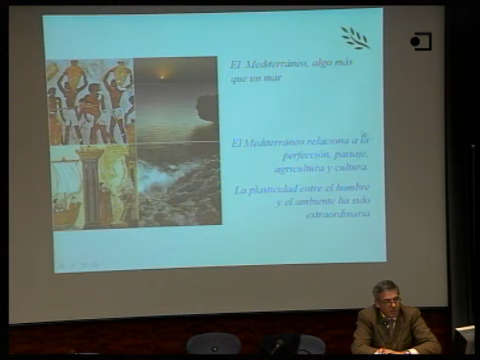 El Mediterráneo, algo más
que un mar
El Mediterráneo relaciona a la
perfección, paisaje,
agricultura y cultura.
La plasticidad entre el hombre
y el ambiente ha sido
extraordinaria